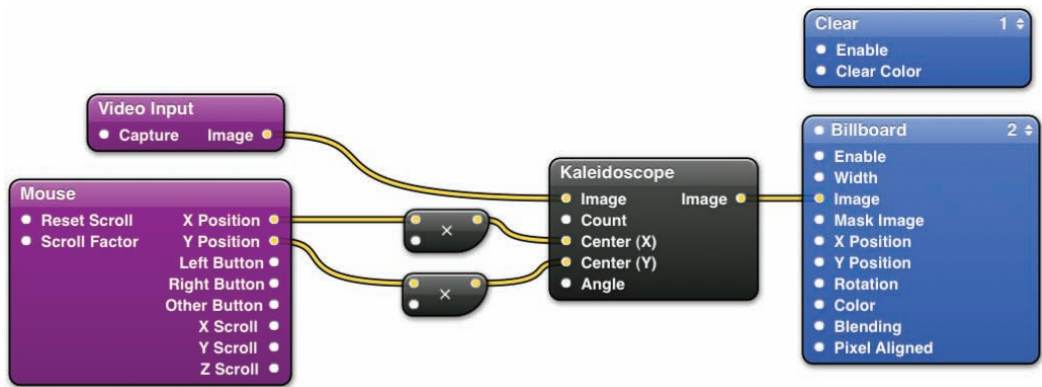 Clear 1
Enable
Clear Color
Video Input
Capture Image
Mouse
Reset Scroll X Position
Scroll Factor Y Position
Left Button
Right Button
Other Button
X Scroll
Y Scroll
Z Scroll
×
×
Kaleidoscope
Image Image
Count
Center (X)
Center (Y)
Angle
Billboard 2
Enable
Width
Image
Mask Image
X Position
Y Position
Rotation
Color
Blending
Pixel Aligned